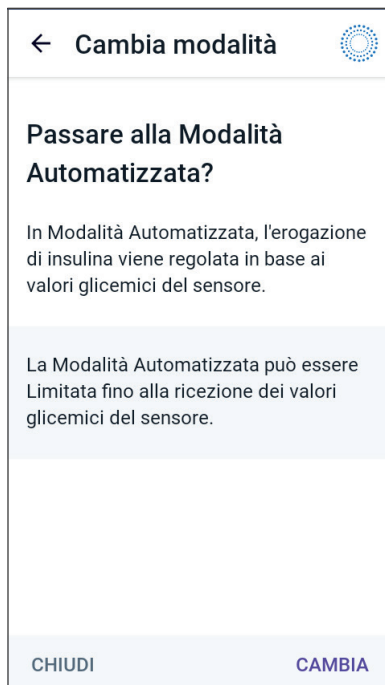 Cambia modalità
Passare alla Modalità
Automatizzata?
In Modalità Automatizzata, l'erogazione
di insulina viene regolata in base ai
valori glicemici del sensore.
La Modalità Automatizzata può essere
Limitata fino alla ricezione dei valori
glicemici del sensore.
CHIUDI
CAMBIA